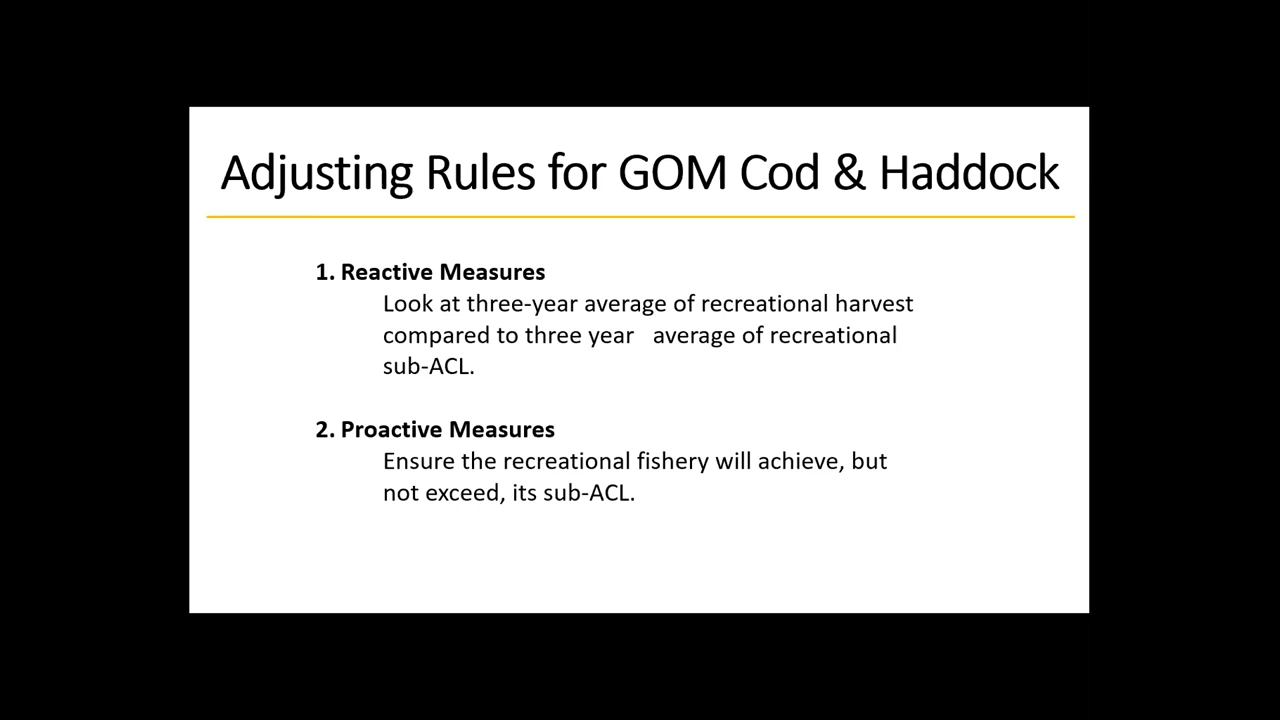 Adjusting Rules for GOM Cod & Haddock
1. Reactive Measures
Look at three-year average of recreational harvest
compared to three year   average of recreational
sub-ACL.
2. Proactive Measures
Ensure the recreational fishery will achieve, but
not exceed, its sub-ACL.